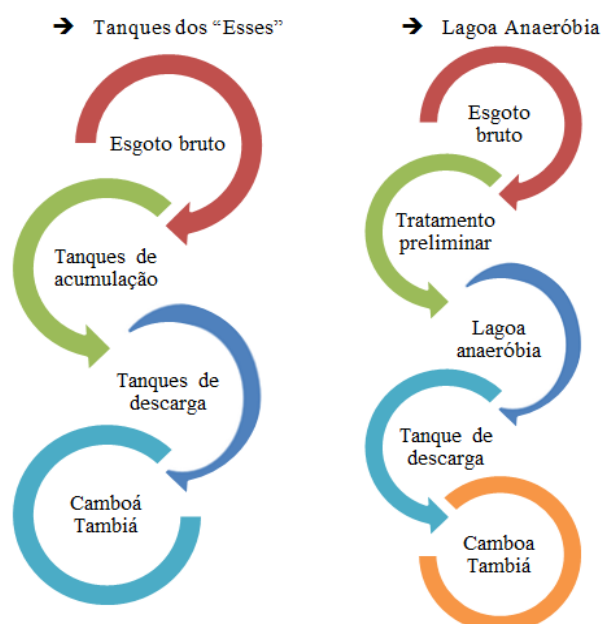 ➔ Tanques dos “Esses”
Esgoto bruto
Tanques de
acumulação
Tanques de
descarga
Camboá
Tambiá
➔ Lagoa Anaeróbia
Esgoto
bruto
Tratamento
preliminar
Lagoa
anaeróbia
Tanque de
descarga
Camboa
Tambiá